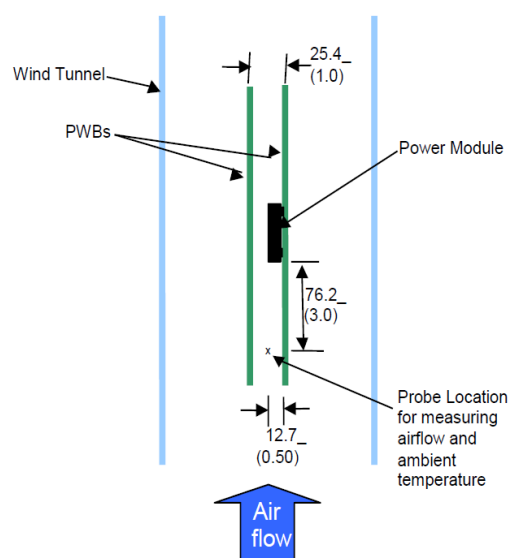 25.4_
(1.0)
Wind Tunnel
PWBs
Power Module
76.2_
(3.0)
x
Probe Location
for measuring
airflow and
ambient
temperature
12.7_
(0.50)
Air
flow